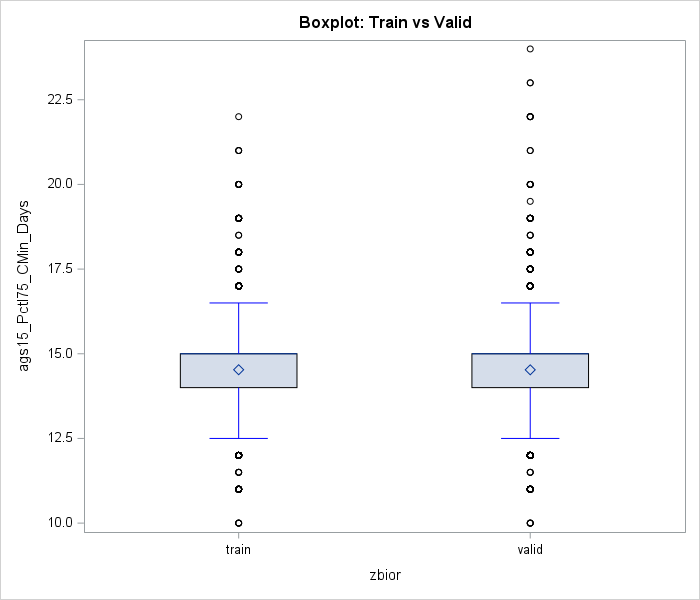 Boxplot: Train vs Valid
ags15_Pctl75_CMin_Days
22.5
20.0
17.5
15.0
12.5
10.0
train
valid
zbior